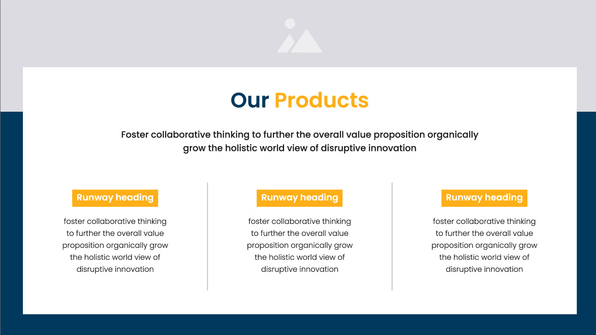 Our Products
Foster collaborative thinking to further the overall value proposition organically
grow the holistic world view of disruptive innovation
Runway heading
foster collaborative thinking
to further the overall value
proposition organically grow
the holistic world view of
disruptive innovation
Runway heading
foster collaborative thinking
to further the overall value
proposition organically grow
the holistic world view of
disruptive innovation
Runway heading
foster collaborative thinking
to further the overall value
proposition organically grow
the holistic world view of
disruptive innovation